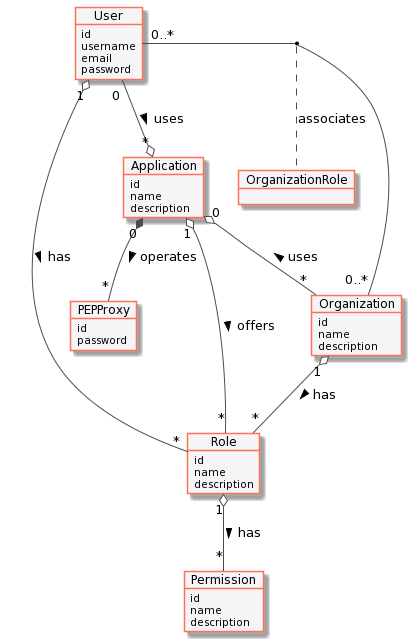 User
id
username
email
password
0..*
1
0
uses
associates
*
Application
id
name
description
OrganizationRole
0
1
0
has
operates
uses
*
*
0..*
PEPProxy
id
password
Organization
id
name
description
offers
1
has
*
*
*
Role
id
name
description
1
has
*
Permission
id
name
description